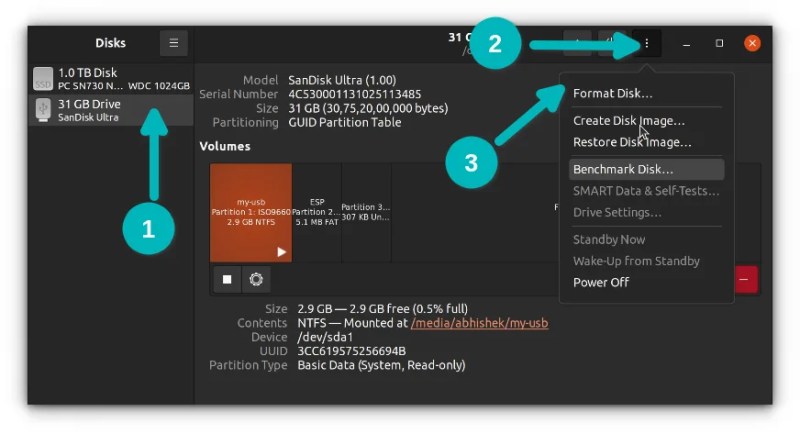 Disks
31 G
2
1.0 TB Disk
PC SN730 N... WDC 1024GB
SSD
31 GB Drive
SanDisk Ultra
1
Model SanDisk Ultra (1.00)
Serial Number 4C530001131025113485
Size 31 GB (30,75,20,00,000 bytes)
Partitioning GUID Partition Table
Volumes
my-usb
Partition 1: ISO9660
2.9 GB NTFS
ESP
Partition 2...
5.1 MB FAT
Partition 3...
307 KB Un...
F
3
Format Disk...
Create Disk Image...
Restore Disk Image...
Benchmark Disk...
SMART Data & Self-Tests...
Drive Settings...
Standby Now
Wake-Up from Standby
Power Off
Size 2.9 GB — 2.9 GB free (0.5% full)
Contents NTFS — Mounted at /media/abhishek/my-usb
Device /dev/sda1
UUID 3CC619575256694B
Partition Type Basic Data (System, Read-only)